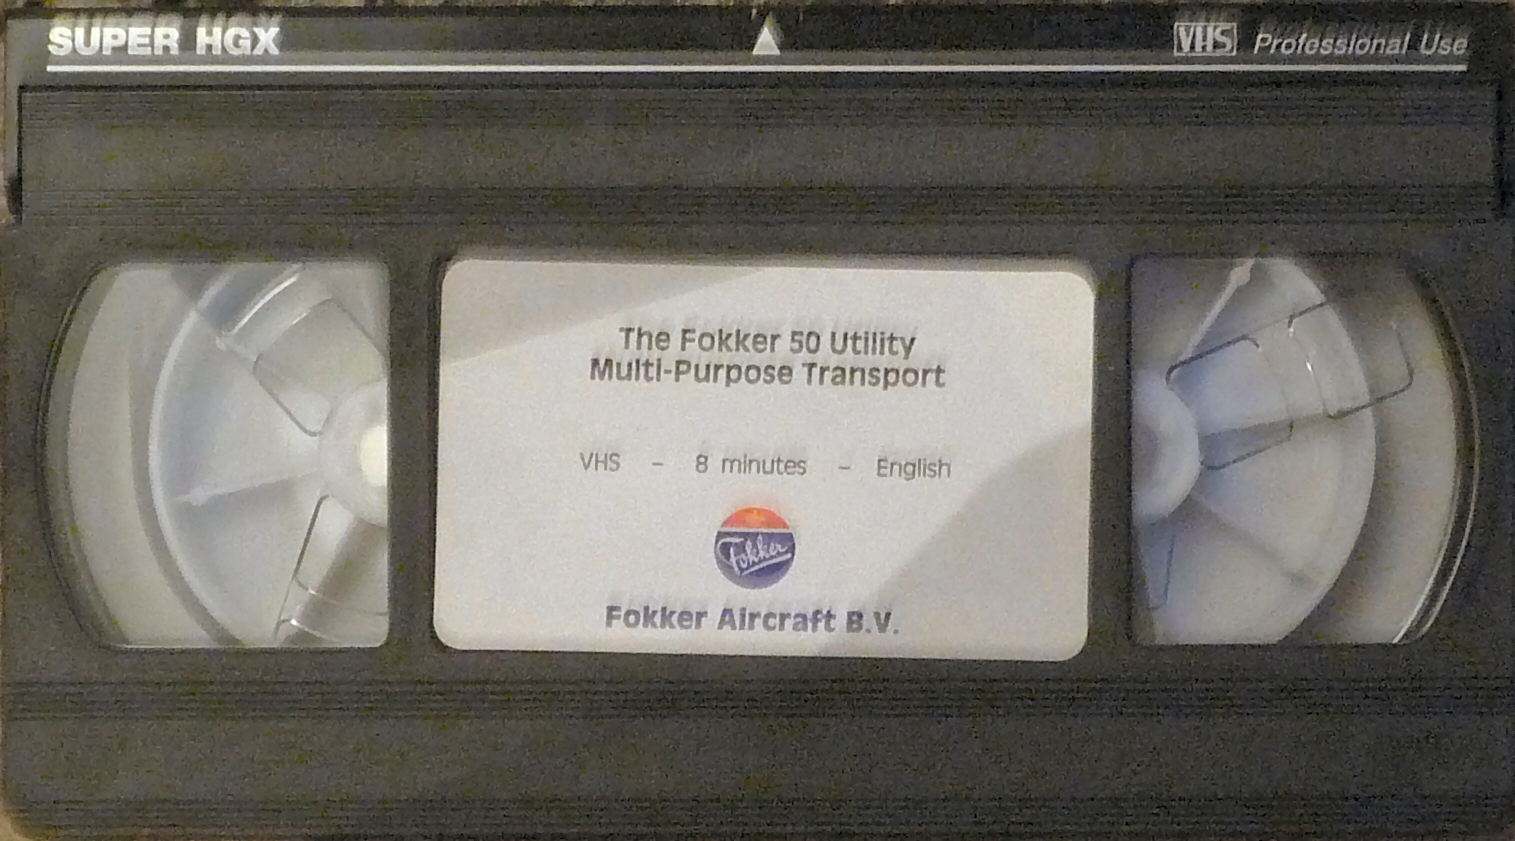 SUPER HGX
VHS Professional Use
The Fokker 50 Utility
Multi-Purpose Transport
VHS – 8 minutes – English
Fokker
Fokker Aircraft B.V.